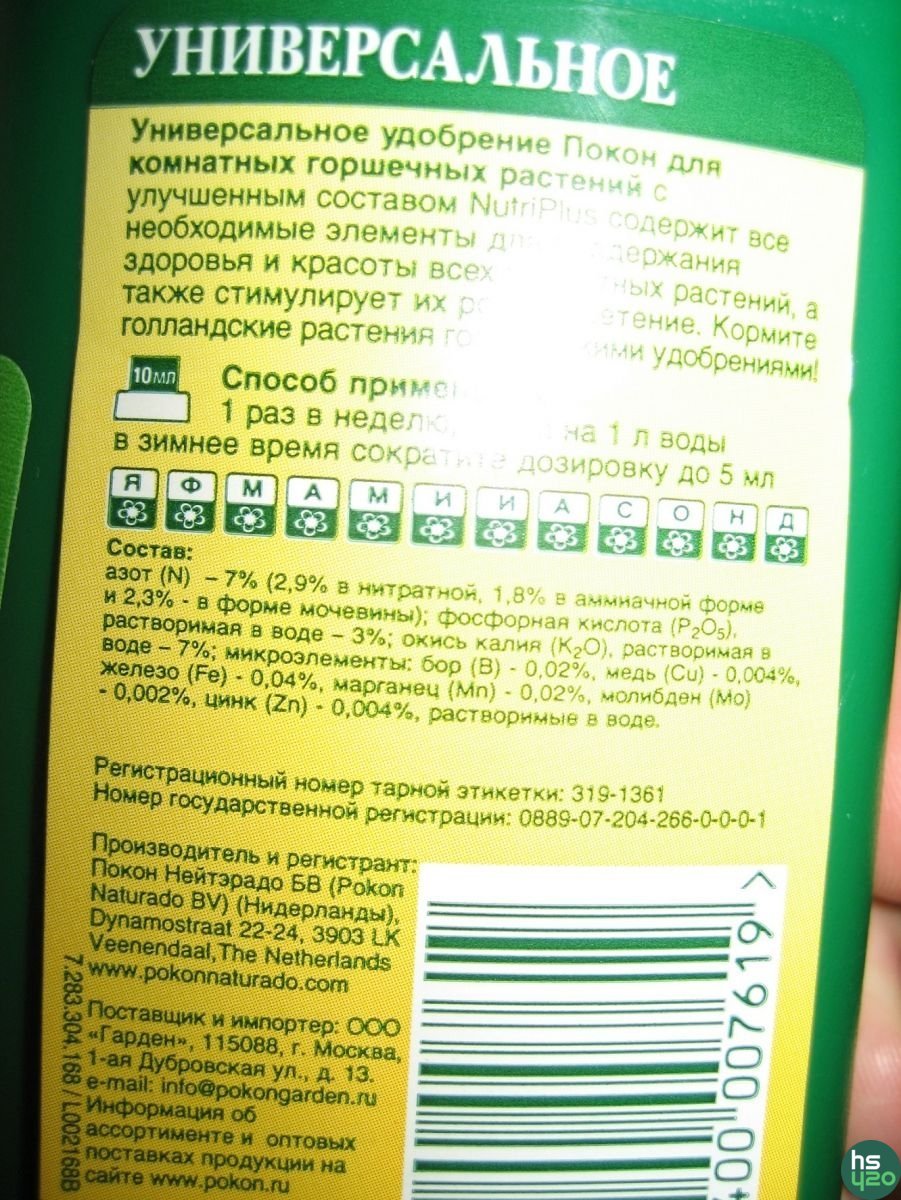 УНИВЕРСАЛЬНОЕ
Универсальное удобрение Покон для
комнатных горшечных растений с
улучшенным составом NutriPlus содержит все
необходимые элементы
здоровья и красоты всех растений, а
также стимулирует их Кормите
голландские растения удобрениями!
10мл
Способ
1 раз в на 1 л воды
в зимнее время сократите дозировку до 5 мл
Я Ф М А М И И А С О Н Д
Состав:
азот (N) – 7% (2,9% в нитратной, 1,8% в аммиачной форме
и 2,3% - в форме мочевины); фосфорная кислота (P₂O₅),
растворимая в воде – 3%; окись калия (K₂O), растворимая в
воде – 7%; микроэлементы: бор (B) - 0,02%, медь (Cu) - 0,004%,
железо (Fe) - 0,04%, марганец (Mn) - 0,02%, молибден (Mo)
- 0,002%, цинк (Zn) - 0,004%, растворимые в воде.
Регистрационный номер тарной этикетки: 319-1361
Номер государственной регистрации: 0889-07-204-266-0-0-0-1
Производитель и регистрант:
Покон Нейтэрадо БВ (Pokon
Naturado BV) (Нидерланды),
Dynamostraat 22-24, 3903 LK
Veenendaal, The Netherlands
www.pokonnaturado.com
Поставщик и импортер: ООО
«Гарден», 115088, г. Москва,
1-ая Дубровская ул., д. 13.
e-mail: info@pokongarden.ru
Информация об
ассортименте и оптовых
поставках продукции на
сайте www.pokon.ru
7.283.304.168 / L002168B
00 007619 >
hs
420